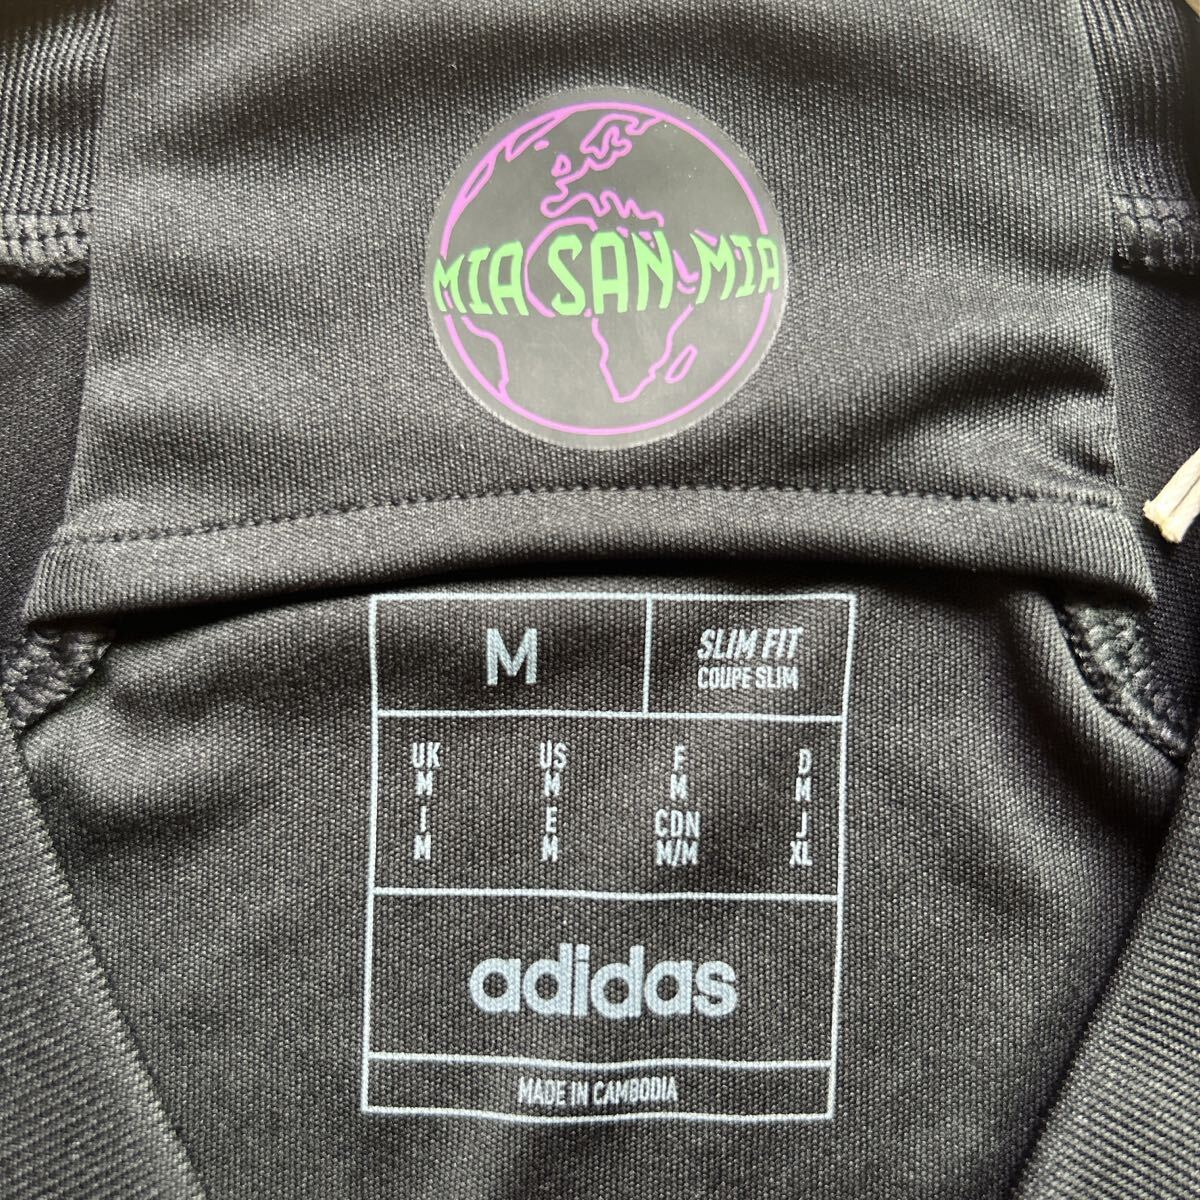 MIA SAN MIA
M
SLIM FIT
COUPE SLIM
UK US F D
M M M M
I E CDN J
M M M/M XL
adidas
MADE IN CAMBODIA